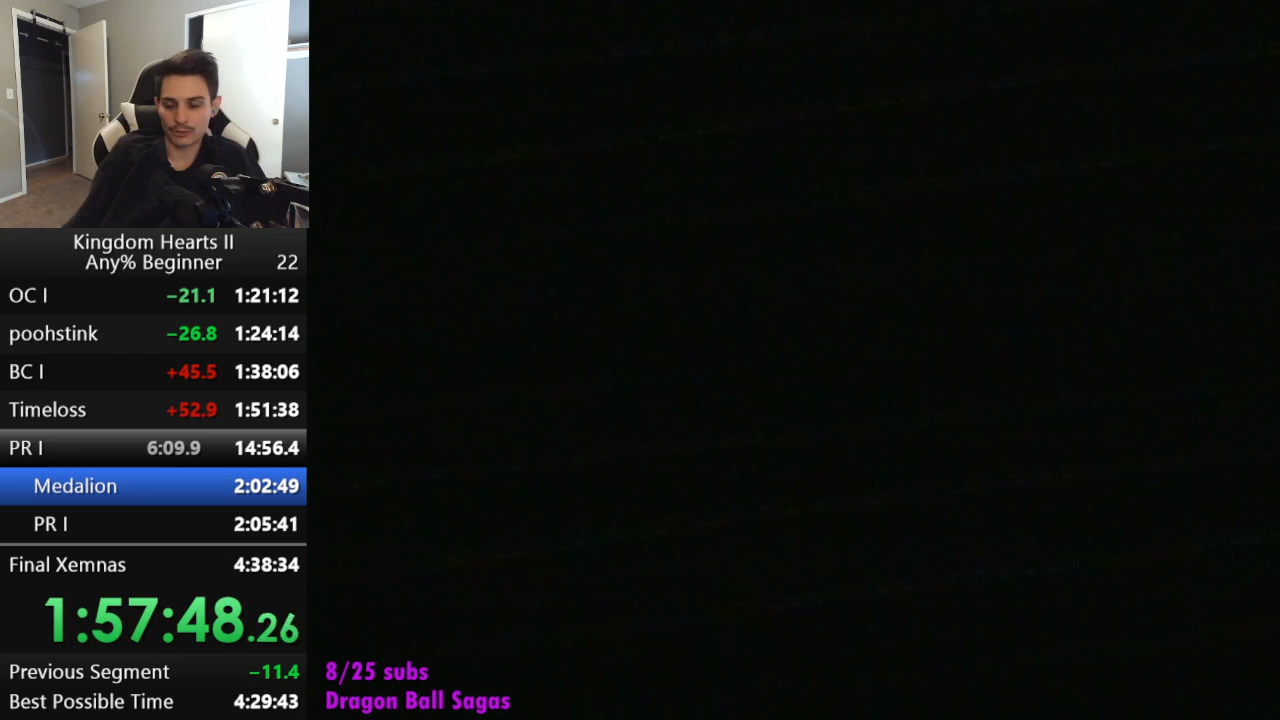 Kingdom Hearts II
Any% Beginner 22
OC I −21.1 1:21:12
poohstink −26.8 1:24:14
BC I +45.5 1:38:06
Timeloss +52.9 1:51:38
PR I 6:09.9 14:56.4
Medalion 2:02:49
PR I 2:05:41
Final Xemnas 4:38:34
1:57:48.26
Previous Segment −11.4
Best Possible Time 4:29:43
8/25 subs
Dragon Ball Sagas